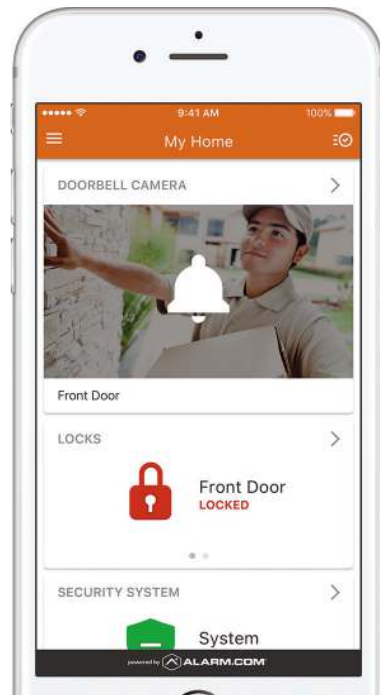 9:41 AM
100%
My Home
DOORBELL CAMERA
Front Door
LOCKS
Front Door
LOCKED
SECURITY SYSTEM
System
powered by ALARM.COM